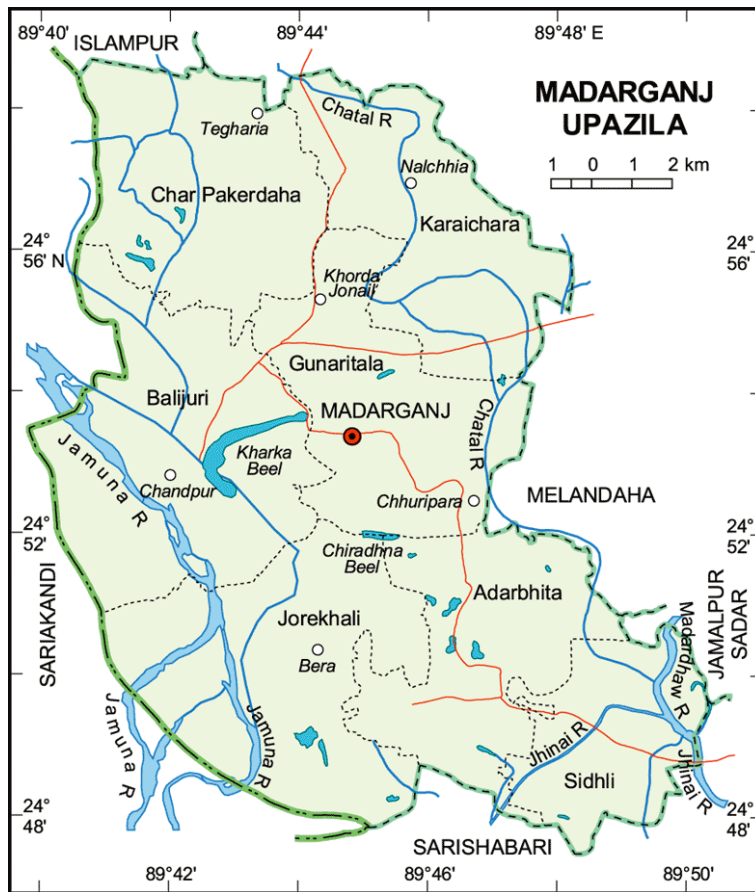 89°40'
89°44'
89°48' E
ISLAMPUR
MADARGANJ
UPAZILA
1 0 1 2 km
Chatal R
Tegharia
Nalchhia
Char Pakerdaha
Karaichara
24°
56' N
24°
56'
Khorda
Jonail
Gunaritala
Balijuri
MADARGANJ
Chatal R
Jamuna R
Kharka
Beel
Chandpur
Chhuripara
MELANDAHA
24°
52'
24°
52'
Chiradhna
Beel
Adarbhita
SARIAKANDI
Jorekhali
Bera
Madardhaw R
JAMALPUR
SADAR
Jamuna R
Jamuna R
Jhinai R
Jhinai R
Sidhli
24°
48'
24°
48'
SARISHABARI
89°42'
89°46'
89°50'